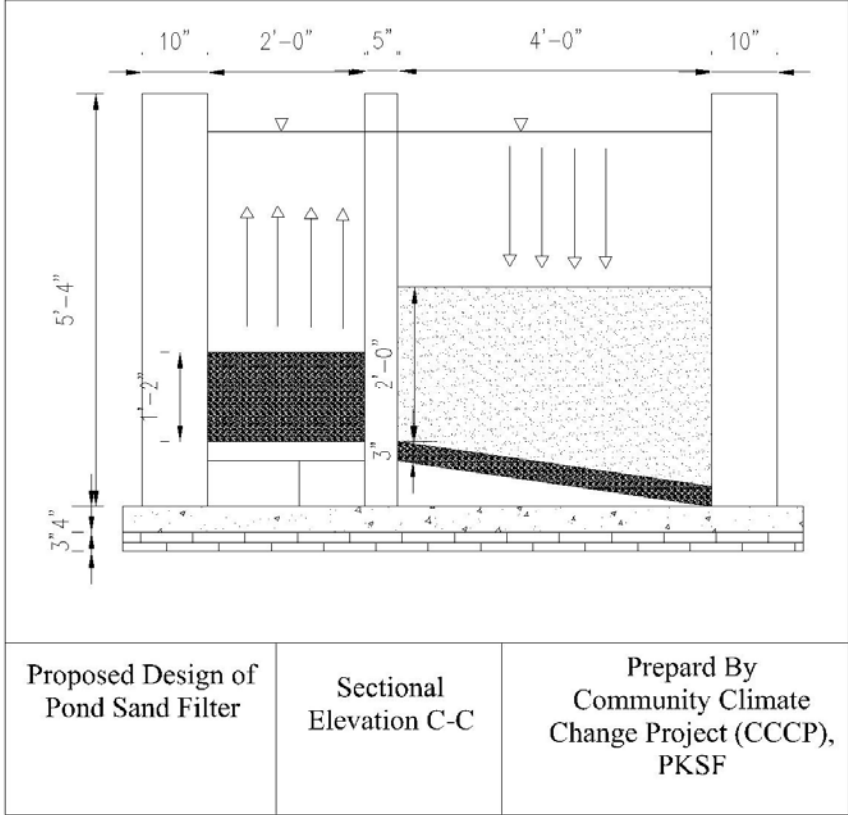 10" 2'-0" 5" 4'-0" 10"
5'-4"
1'-2"
2'-0"
3"
4"
3"
Proposed Design of
Pond Sand Filter
Sectional
Elevation C-C
Prepard By
Community Climate
Change Project (CCCP),
PKSF